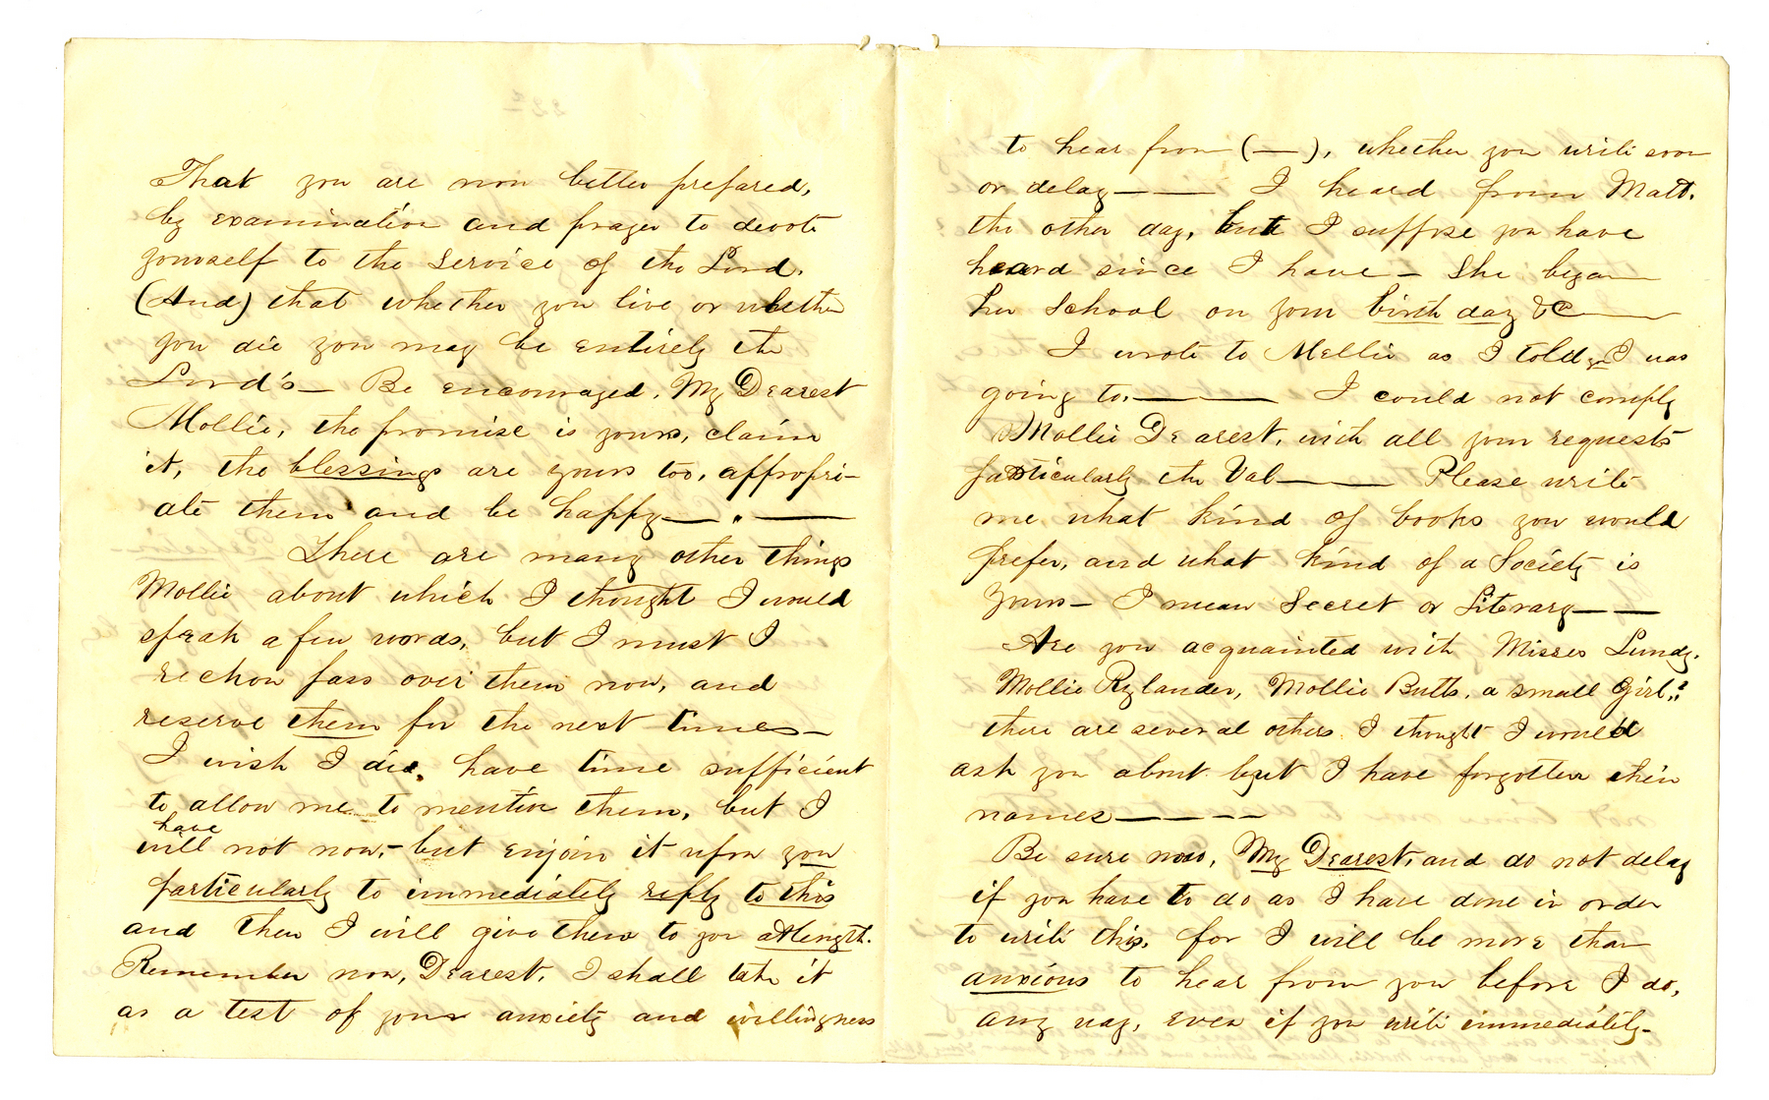 That you are now better prepared,
by examination and prayer to devote
yourself to the Service of the Lord.
(And) that whether you live or whether
you die you may be entirely the
Lord's — Be encouraged, My Dearest
Mollie, the promise is yours, claim
it, the blessings are yours too, appropri-
ate them and be happy — . —
There are many other things
Mollie about which I thought I would
speak a few words, but I must I
reckon pass over them now, and
reserve them for the next time —
I wish I did have time sufficient
to allow me to mention them, but I
have
will not now, - but enjoin it upon you
particularly to immediately reply to this
and then I will give them to you at length.
Remember now, Dearest, I shall take it
as a test of your anxiety and willingness
to hear from ( — ), whether you write soon
or delay — — I heard from Matt.
the other day, but I suppose you have
heard since I have — She began
her School on your birth day &c —
I wrote to Mellie as I told y I was
going to. — — I could not comply
Mollie Dearest, with all your requests
particularly the Val — — Please write
me what kind of books you would
prefer, and what kind of a Society is
yours — I mean Secret or Literary — —
Are you acquainted with Misses Lundy,
Mollie Rylander, Mollie Butts, a small Girl,?
there are several others I thought I would
ask you about but I have forgotten their
names — — — —
Be sure now, My Dearest, and do not delay
if you have to do as I have done in order
to write this, for I will be more than
anxious to hear from you before I do,
any way, even if you write immediately —